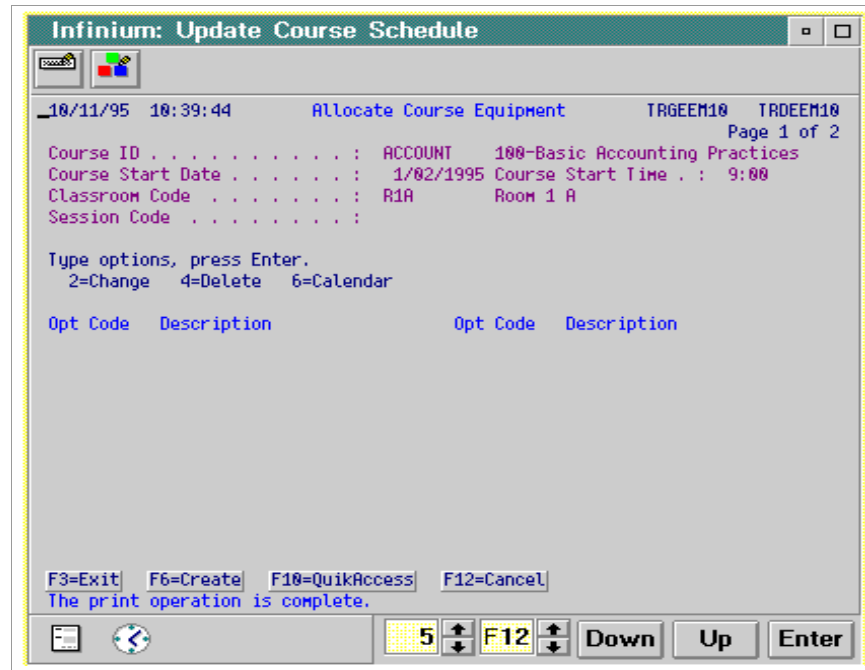 Infinium: Update Course Schedule
10/11/95 10:39:44 Allocate Course Equipment TRGEEM10 TRDEEM10
Page 1 of 2
Course ID . . . . . . . . . . . : ACCOUNT 100-Basic Accounting Practices
Course Start Date . . . . . . : 1/02/1995 Course Start Time . : 9:00
Classroom Code . . . . . . . : R1A Room 1 A
Session Code . . . . . . . . :
Type options, press Enter.
2=Change 4=Delete 6=Calendar
Opt Code Description Opt Code Description
F3=Exit F6=Create F10=QuikAccess F12=Cancel
The print operation is complete.
5 F12 Down Up Enter